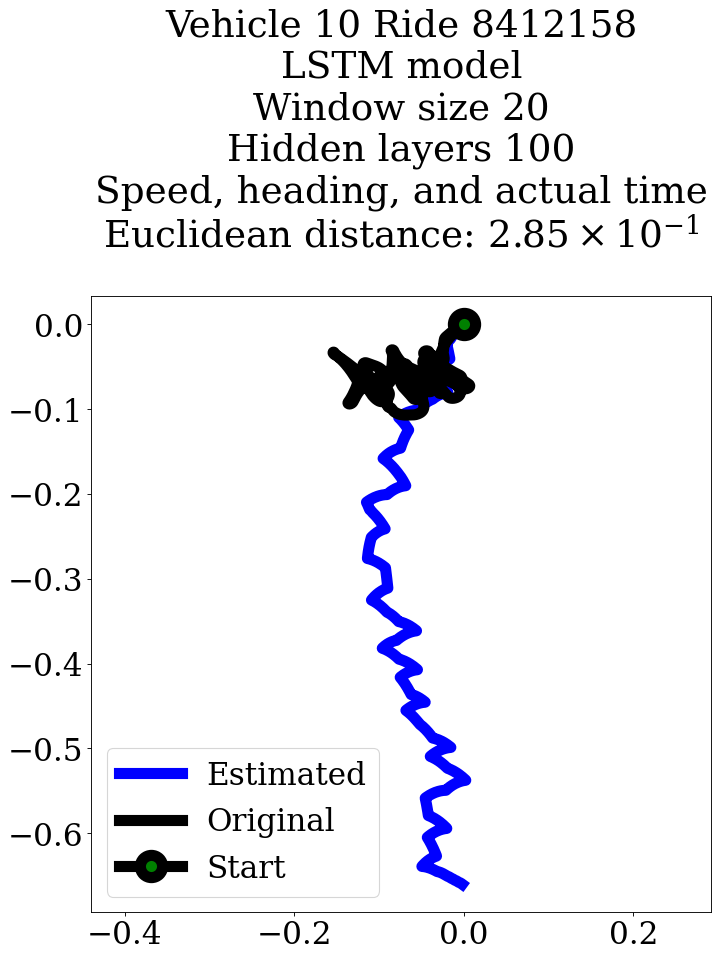 Vehicle 10 Ride 8412158
LSTM model
Window size 20
Hidden layers 100
Speed, heading, and actual time
Euclidean distance: 2.85 × 10⁻¹
0.0
−0.1
−0.2
−0.3
−0.4
−0.5
−0.6
Estimated
Original
Start
−0.4 −0.2 0.0 0.2